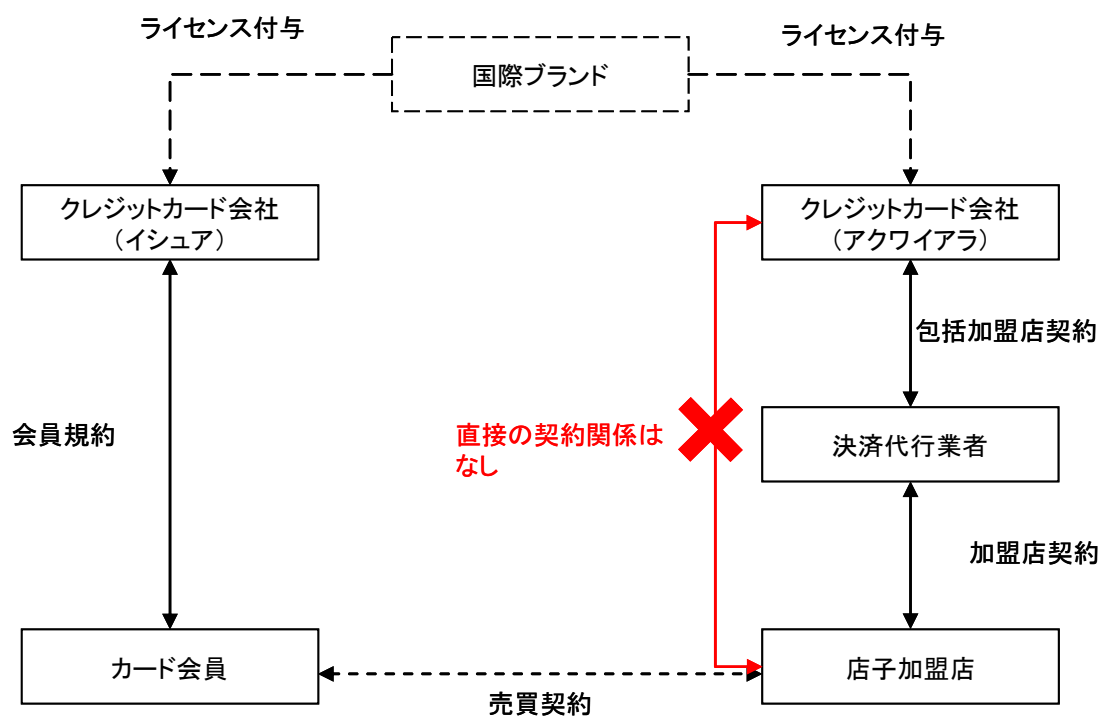 ライセンス付与
ライセンス付与
国際ブランド
クレジットカード会社
（イシュア）
クレジットカード会社
（アクワイアラ）
包括加盟店契約
会員規約
直接の契約関係は
なし
決済代行業者
加盟店契約
カード会員
店子加盟店
売買契約